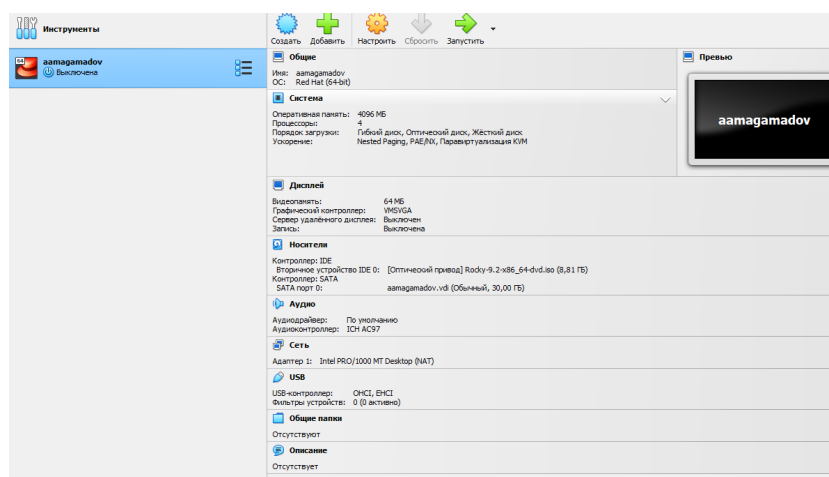 Инструменты
Создать Добавить Настроить Сбросить Запустить
64 aamagamadov
Выключена
Общие
Имя: aamagamadov
ОС: Red Hat (64-bit)
Система
Оперативная память: 4096 МБ
Процессоры: 4
Порядок загрузки: Гибкий диск, Оптический диск, Жёсткий диск
Ускорение: Nested Paging, PAE/NX, Паравиртуализация KVM
Превью
aamagamadov
Дисплей
Видеопамять: 64 МБ
Графический контроллер: VMSVGA
Сервер удалённого дисплея: Выключен
Запись: Выключена
Носители
Контроллер: IDE
Вторичное устройство IDE 0: [Оптический привод] Rocky-9.2-x86_64-dvd.iso (8,81 ГБ)
Контроллер: SATA
SATA порт 0: aamagamadov.vdi (Обычный, 30,00 ГБ)
Аудио
Аудиодрайвер: По умолчанию
Аудиоконтроллер: ICH AC97
Сеть
Адаптер 1: Intel PRO/1000 MT Desktop (NAT)
USB
USB-контроллер: OHCI, EHCI
Фильтры устройств: 0 (0 активно)
Общие папки
Отсутствуют
Описание
Отсутствует